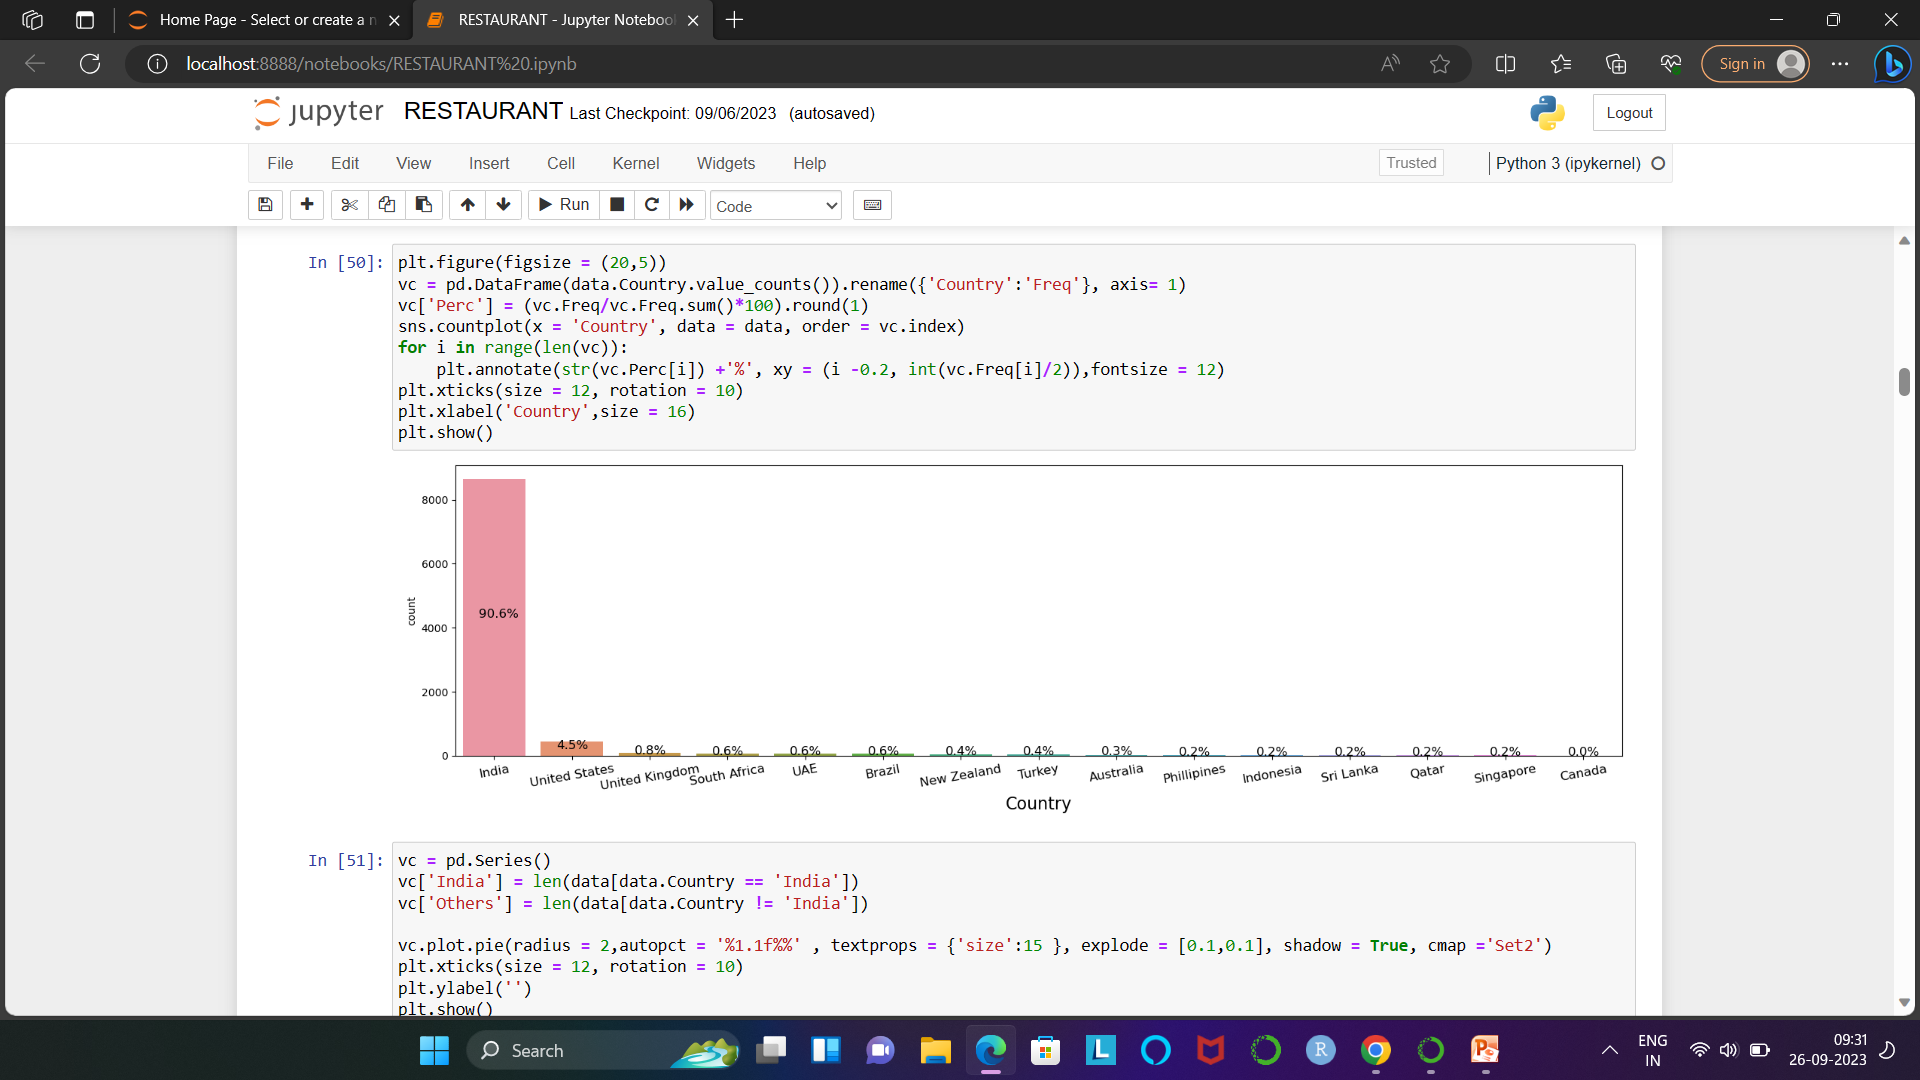 Home Page - Select or create a n
RESTAURANT - Jupyter Noteboo
localhost:8888/notebooks/RESTAURANT%20.ipynb
Sign in
jupyter RESTAURANT Last Checkpoint: 09/06/2023 (autosaved)
Logout
File Edit View Insert Cell Kernel Widgets Help
Trusted
Python 3 (ipykernel)
Run
Code
In [50]:
plt.figure(figsize = (20,5))
vc = pd.DataFrame(data.Country.value_counts()).rename({'Country':'Freq'}, axis= 1)
vc['Perc'] = (vc.Freq/vc.Freq.sum()*100).round(1)
sns.countplot(x = 'Country', data = data, order = vc.index)
for i in range(len(vc)):
    plt.annotate(str(vc.Perc[i]) +'%', xy = (i -0.2, int(vc.Freq[i]/2)),fontsize = 12)
plt.xticks(size = 12, rotation = 10)
plt.xlabel('Country',size = 16)
plt.show()
8000
6000
4000
2000
0
count
90.6% 4.5% 0.8% 0.6% 0.6% 0.6% 0.4% 0.4% 0.3% 0.2% 0.2% 0.2% 0.2% 0.2% 0.0%
India United States United Kingdom South Africa UAE Brazil New Zealand Turkey Australia Phillipines Indonesia Sri Lanka Qatar Singapore Canada
Country
In [51]:
vc = pd.Series()
vc['India'] = len(data[data.Country == 'India'])
vc['Others'] = len(data[data.Country != 'India'])
vc.plot.pie(radius = 2,autopct = '%1.1f%%' , textprops = {'size':15 }, explode = [0.1,0.1], shadow = True, cmap ='Set2')
plt.xticks(size = 12, rotation = 10)
plt.ylabel('')
plt.show()
Search
L
R
P
ENG
IN
09:31
26-09-2023